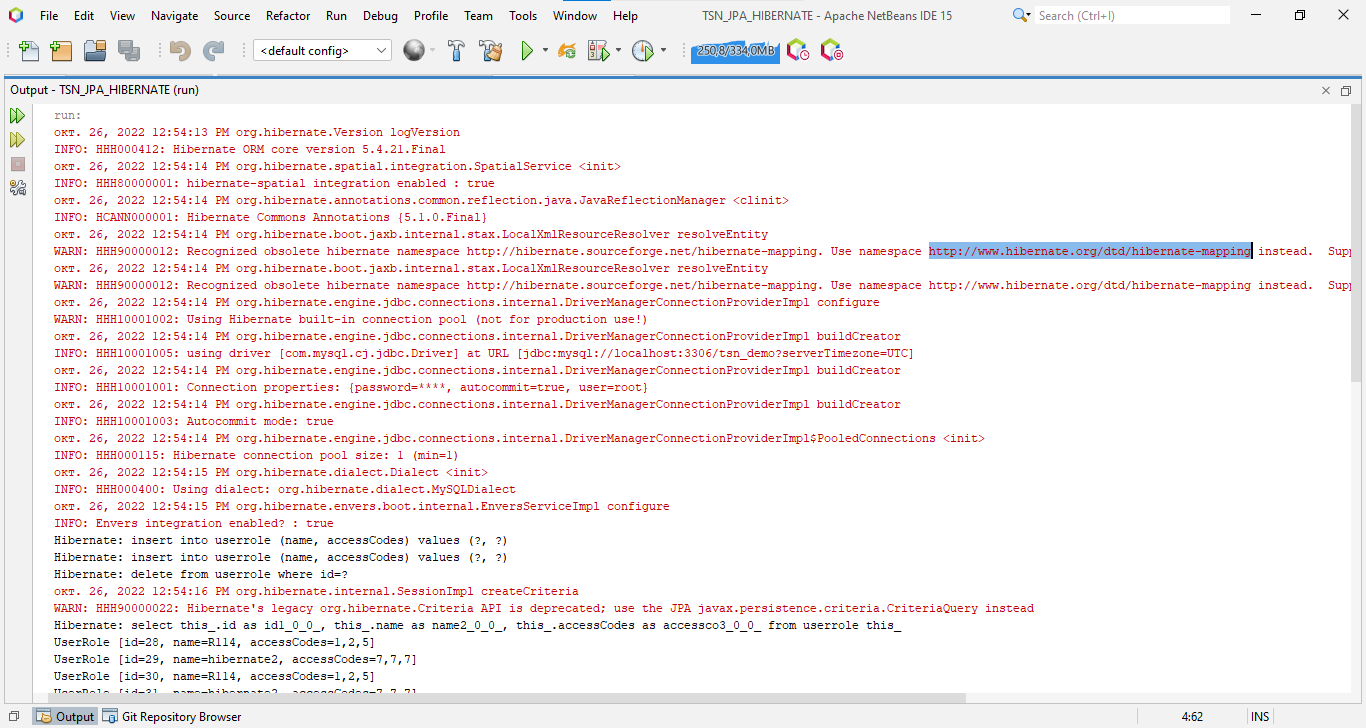 File Edit View Navigate Source Refactor Run Debug Profile Team Tools Window Help TSN_JPA_HIBERNATE - Apache NetBeans IDE 15 Search (Ctrl+I)
<default config> 250,8/334,0MB
Output - TSN_JPA_HIBERNATE (run)
run:
окт. 26, 2022 12:54:13 PM org.hibernate.Version logVersion
INFO: HHH000412: Hibernate ORM core version 5.4.21.Final
окт. 26, 2022 12:54:14 PM org.hibernate.spatial.integration.SpatialService <init>
INFO: HHH80000001: hibernate-spatial integration enabled : true
окт. 26, 2022 12:54:14 PM org.hibernate.annotations.common.reflection.java.JavaReflectionManager <clinit>
INFO: HCANN000001: Hibernate Commons Annotations {5.1.0.Final}
окт. 26, 2022 12:54:14 PM org.hibernate.boot.jaxb.internal.stax.LocalXmlResourceResolver resolveEntity
WARN: HHH90000012: Recognized obsolete hibernate namespace http://hibernate.sourceforge.net/hibernate-mapping. Use namespace http://www.hibernate.org/dtd/hibernate-mapping instead. Supp
окт. 26, 2022 12:54:14 PM org.hibernate.boot.jaxb.internal.stax.LocalXmlResourceResolver resolveEntity
WARN: HHH90000012: Recognized obsolete hibernate namespace http://hibernate.sourceforge.net/hibernate-mapping. Use namespace http://www.hibernate.org/dtd/hibernate-mapping instead. Supp
окт. 26, 2022 12:54:14 PM org.hibernate.engine.jdbc.connections.internal.DriverManagerConnectionProviderImpl configure
WARN: HHH10001002: Using Hibernate built-in connection pool (not for production use!)
окт. 26, 2022 12:54:14 PM org.hibernate.engine.jdbc.connections.internal.DriverManagerConnectionProviderImpl buildCreator
INFO: HHH10001005: using driver [com.mysql.cj.jdbc.Driver] at URL [jdbc:mysql://localhost:3306/tsn_demo?serverTimezone=UTC]
окт. 26, 2022 12:54:14 PM org.hibernate.engine.jdbc.connections.internal.DriverManagerConnectionProviderImpl buildCreator
INFO: HHH10001001: Connection properties: {password=****, autocommit=true, user=root}
окт. 26, 2022 12:54:14 PM org.hibernate.engine.jdbc.connections.internal.DriverManagerConnectionProviderImpl buildCreator
INFO: HHH10001003: Autocommit mode: true
окт. 26, 2022 12:54:14 PM org.hibernate.engine.jdbc.connections.internal.DriverManagerConnectionProviderImpl$PooledConnections <init>
INFO: HHH000115: Hibernate connection pool size: 1 (min=1)
окт. 26, 2022 12:54:15 PM org.hibernate.dialect.Dialect <init>
INFO: HHH000400: Using dialect: org.hibernate.dialect.MySQLDialect
окт. 26, 2022 12:54:15 PM org.hibernate.envers.boot.internal.EnversServiceImpl configure
INFO: Envers integration enabled? : true
Hibernate: insert into userrole (name, accessCodes) values (?, ?)
Hibernate: insert into userrole (name, accessCodes) values (?, ?)
Hibernate: delete from userrole where id=?
окт. 26, 2022 12:54:16 PM org.hibernate.internal.SessionImpl createCriteria
WARN: HHH90000022: Hibernate's legacy org.hibernate.Criteria API is deprecated; use the JPA javax.persistence.criteria.CriteriaQuery instead
Hibernate: select this_.id as id1_0_0_, this_.name as name2_0_0_, this_.accessCodes as accessco3_0_0_ from userrole this_
UserRole [id=28, name=R114, accessCodes=1,2,5]
UserRole [id=29, name=hibernate2, accessCodes=7,7,7]
UserRole [id=30, name=R114, accessCodes=1,2,5]
UserRole [id=31, name=hibernate2, accessCodes=7,7,7]
Output Git Repository Browser 4:62 INS